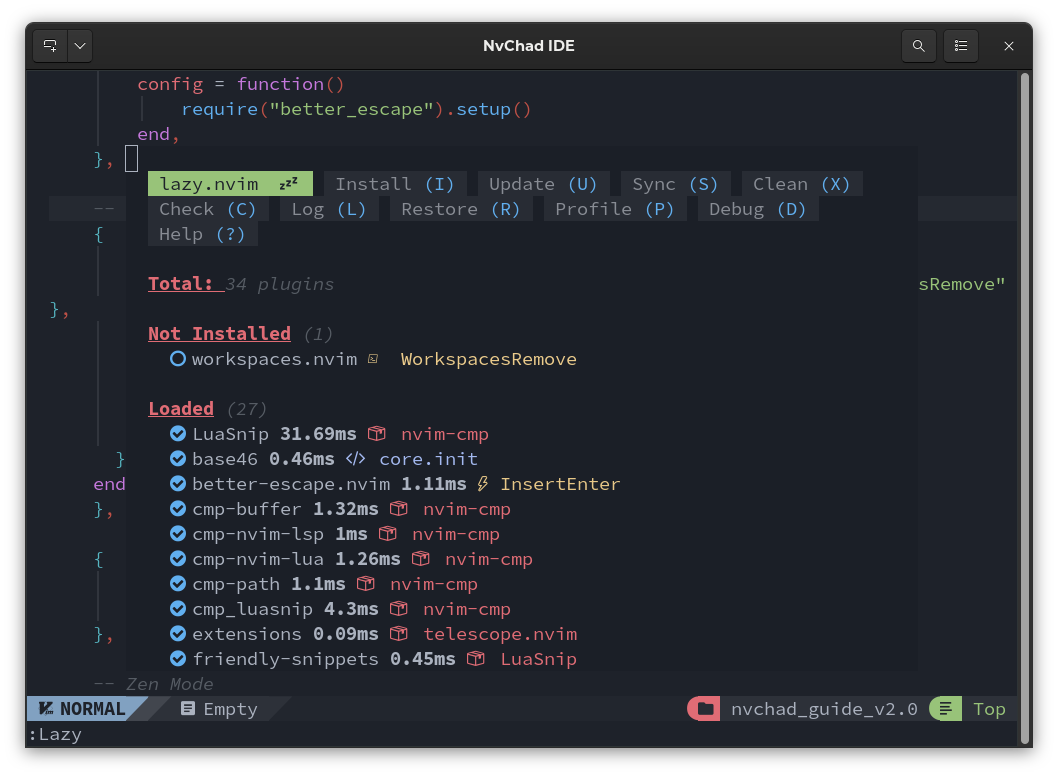 NvChad IDE
config = function()
require("better_escape").setup()
end,
},
lazy.nvim zzZ Install (I) Update (U) Sync (S) Clean (X)
-- Check (C) Log (L) Restore (R) Profile (P) Debug (D)
{ Help (?)
Total: 34 plugins sRemove"
},
Not Installed (1)
workspaces.nvim WorkspacesRemove
Loaded (27)
LuaSnip 31.69ms nvim-cmp
} base46 0.46ms </> core.init
end better-escape.nvim 1.11ms InsertEnter
}, cmp-buffer 1.32ms nvim-cmp
cmp-nvim-lsp 1ms nvim-cmp
{ cmp-nvim-lua 1.26ms nvim-cmp
cmp-path 1.1ms nvim-cmp
cmp_luasnip 4.3ms nvim-cmp
}, extensions 0.09ms telescope.nvim
friendly-snippets 0.45ms LuaSnip
-- Zen Mode
NORMAL Empty nvchad_guide_v2.0 Top
:Lazy